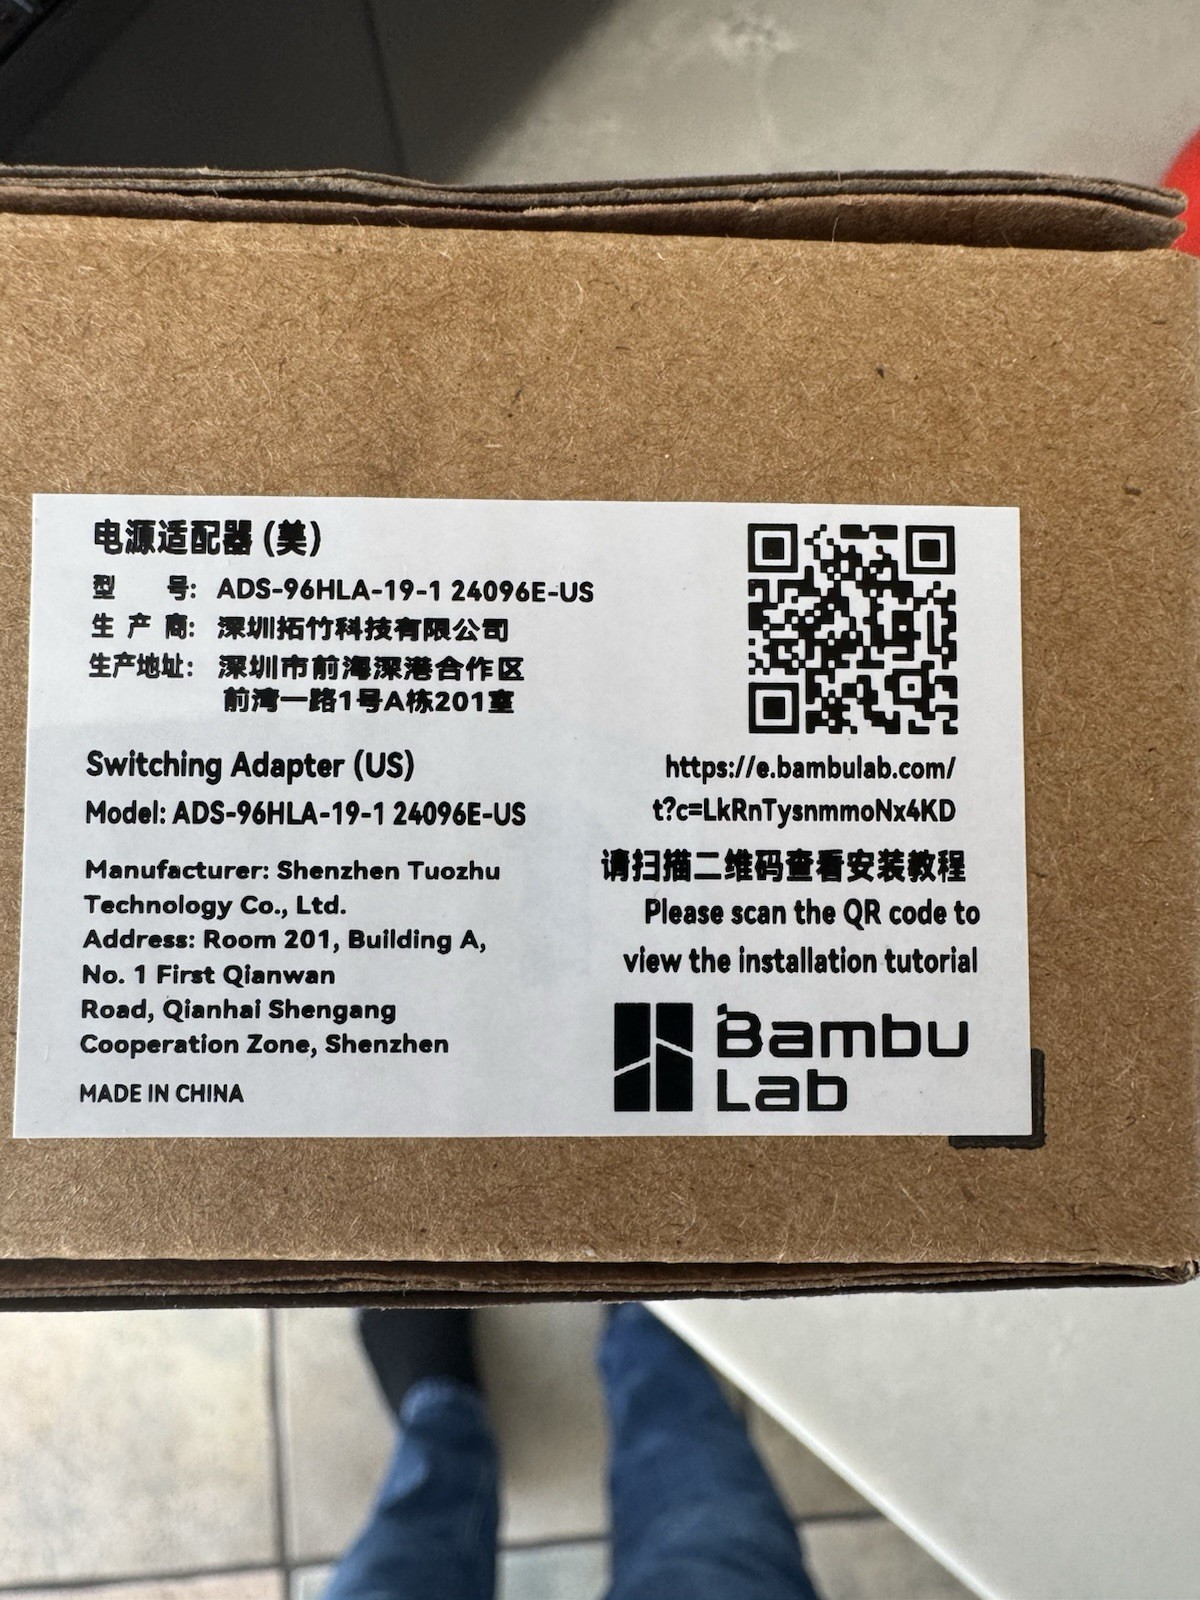 电源适配器 (美)
型 号: ADS-96HLA-19-1 24096E-US
生 产 商: 深圳拓竹科技有限公司
生产地址: 深圳市前海深港合作区
前湾一路1号A栋201室
Switching Adapter (US)
Model: ADS-96HLA-19-1 24096E-US
Manufacturer: Shenzhen Tuozhu
Technology Co., Ltd.
Address: Room 201, Building A,
No. 1 First Qianwan
Road, Qianhai Shengang
Cooperation Zone, Shenzhen
MADE IN CHINA
https://e.bambulab.com/
t?c=LkRnTysnmmoNx4KD
请扫描二维码查看安装教程
Please scan the QR code to
view the installation tutorial
Bambu
Lab